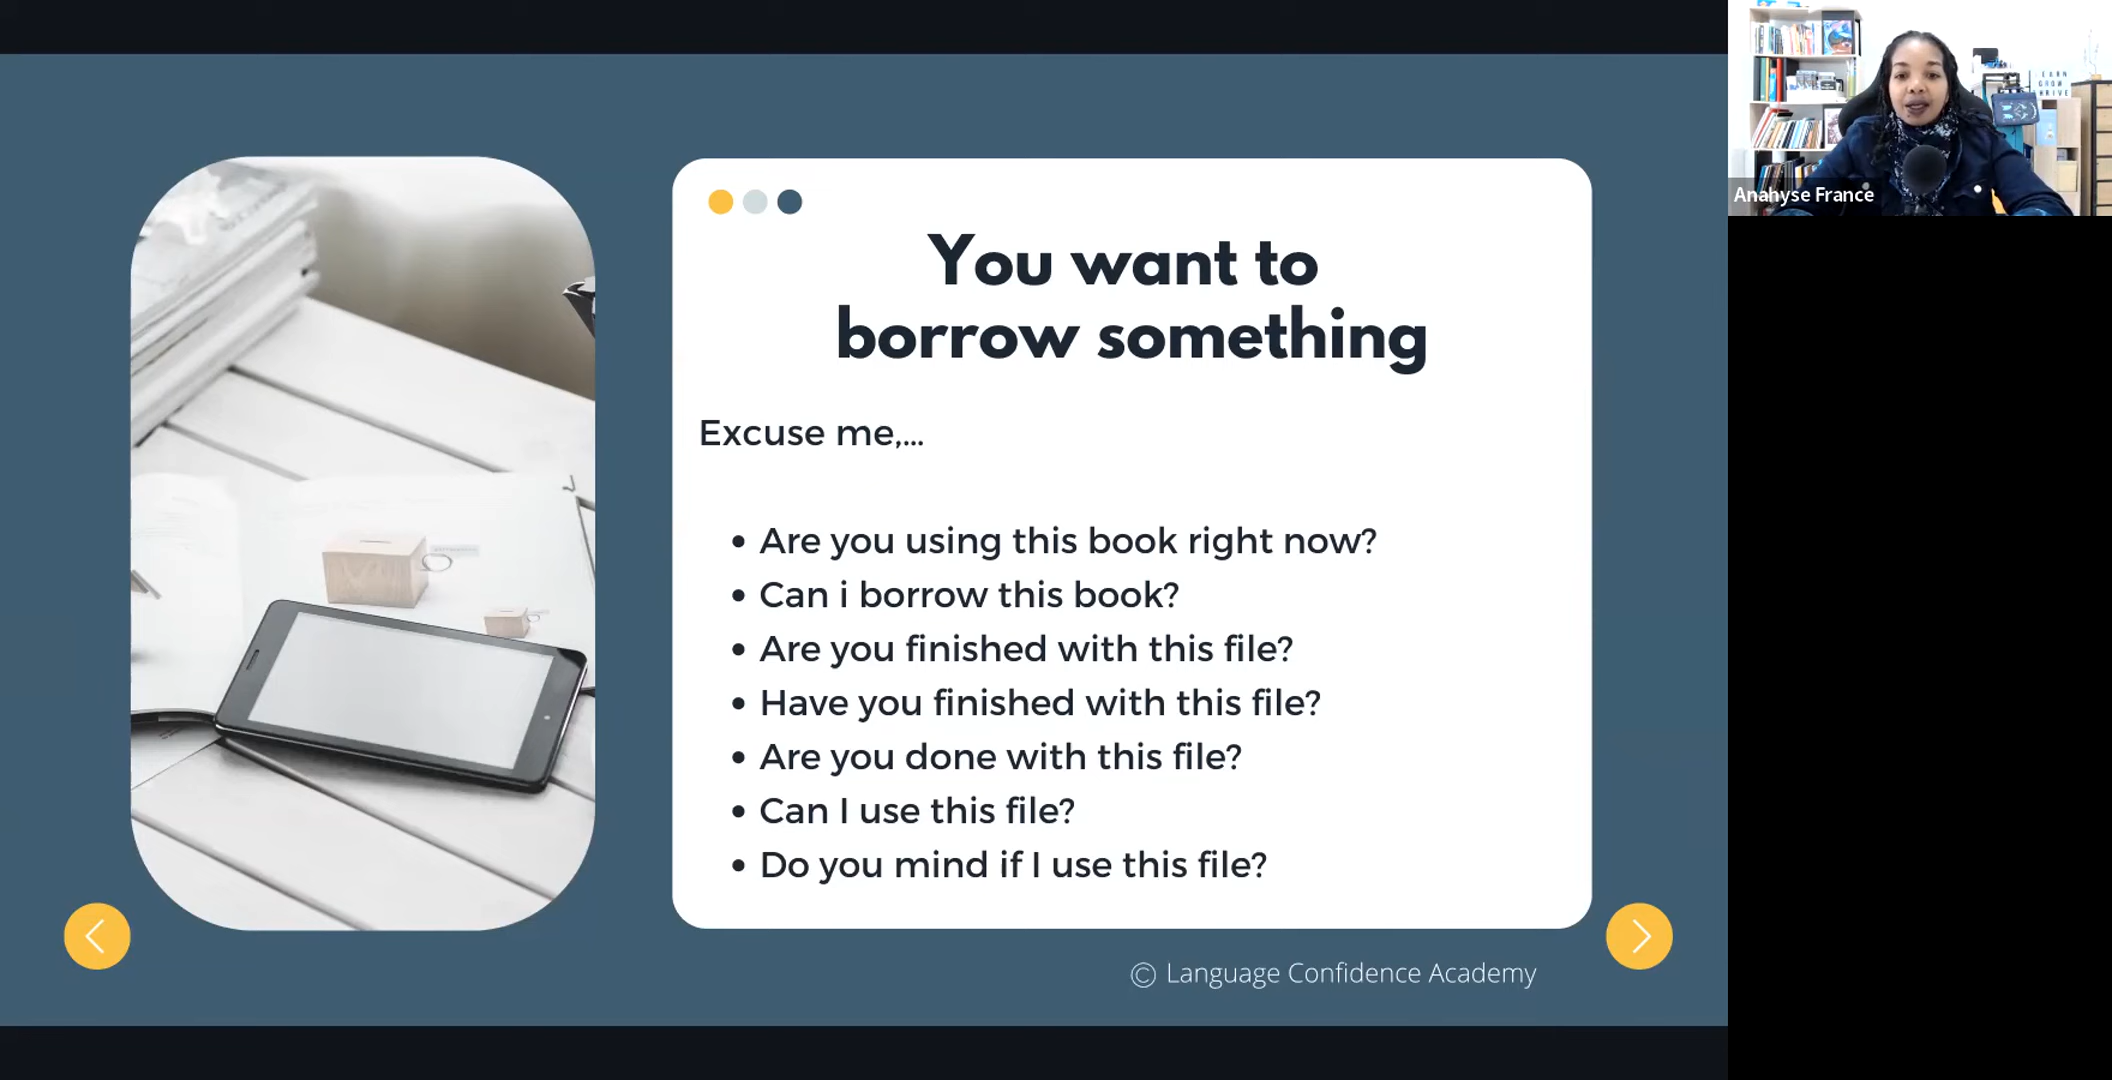 You want to
borrow something
Excuse me,...
• Are you using this book right now?
• Can i borrow this book?
• Are you finished with this file?
• Have you finished with this file?
• Are you done with this file?
• Can I use this file?
• Do you mind if I use this file?
© Language Confidence Academy
Anahyse France
GROW